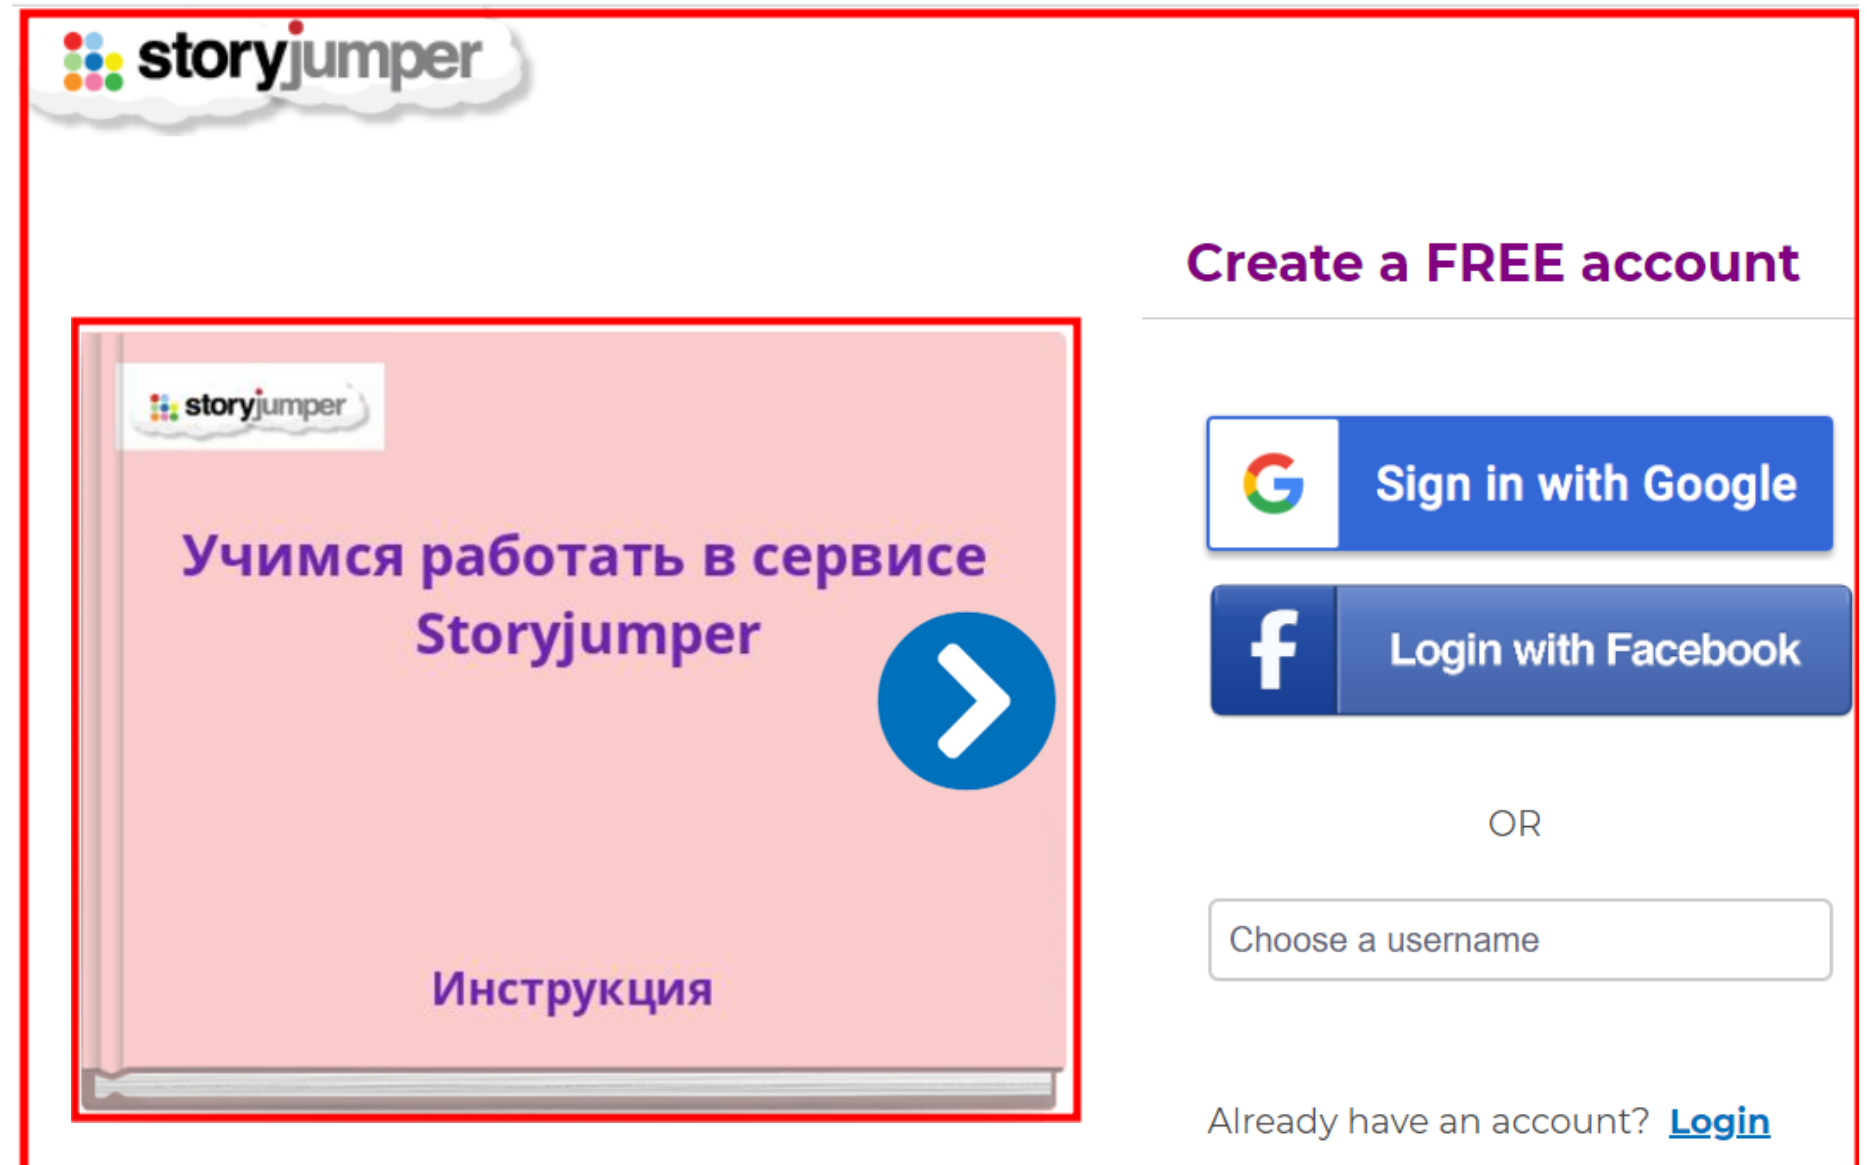 storyjumper
Create a FREE account
storyjumper
Учимся работать в сервисе
Storyjumper
Инструкция
Sign in with Google
Login with Facebook
OR
Choose a username
Already have an account? Login